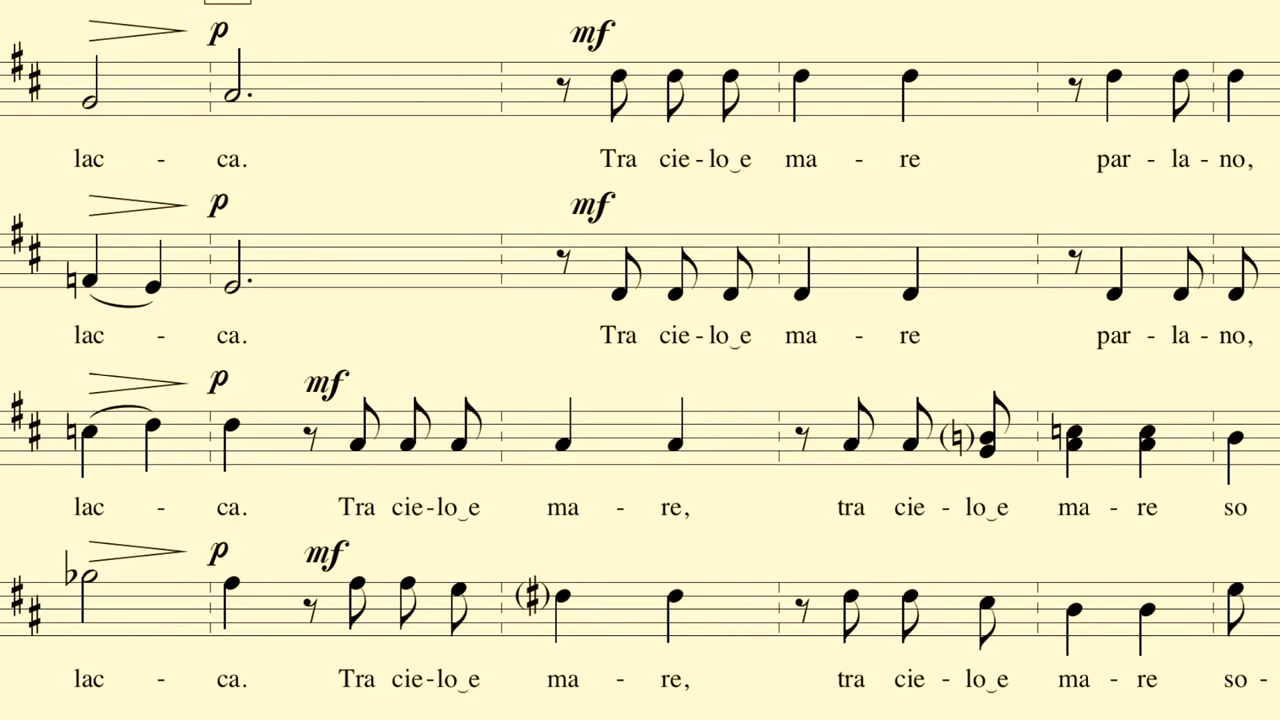 p mf
lac - ca. Tra cie - lo‿e ma - re par - la - no,
p mf
lac - ca. Tra cie - lo‿e ma - re par - la - no,
p mf
lac - ca. Tra cie - lo‿e ma - re, tra cie - lo‿e ma - re so
p mf
lac - ca. Tra cie - lo‿e ma - re, tra cie - lo‿e ma - re so -